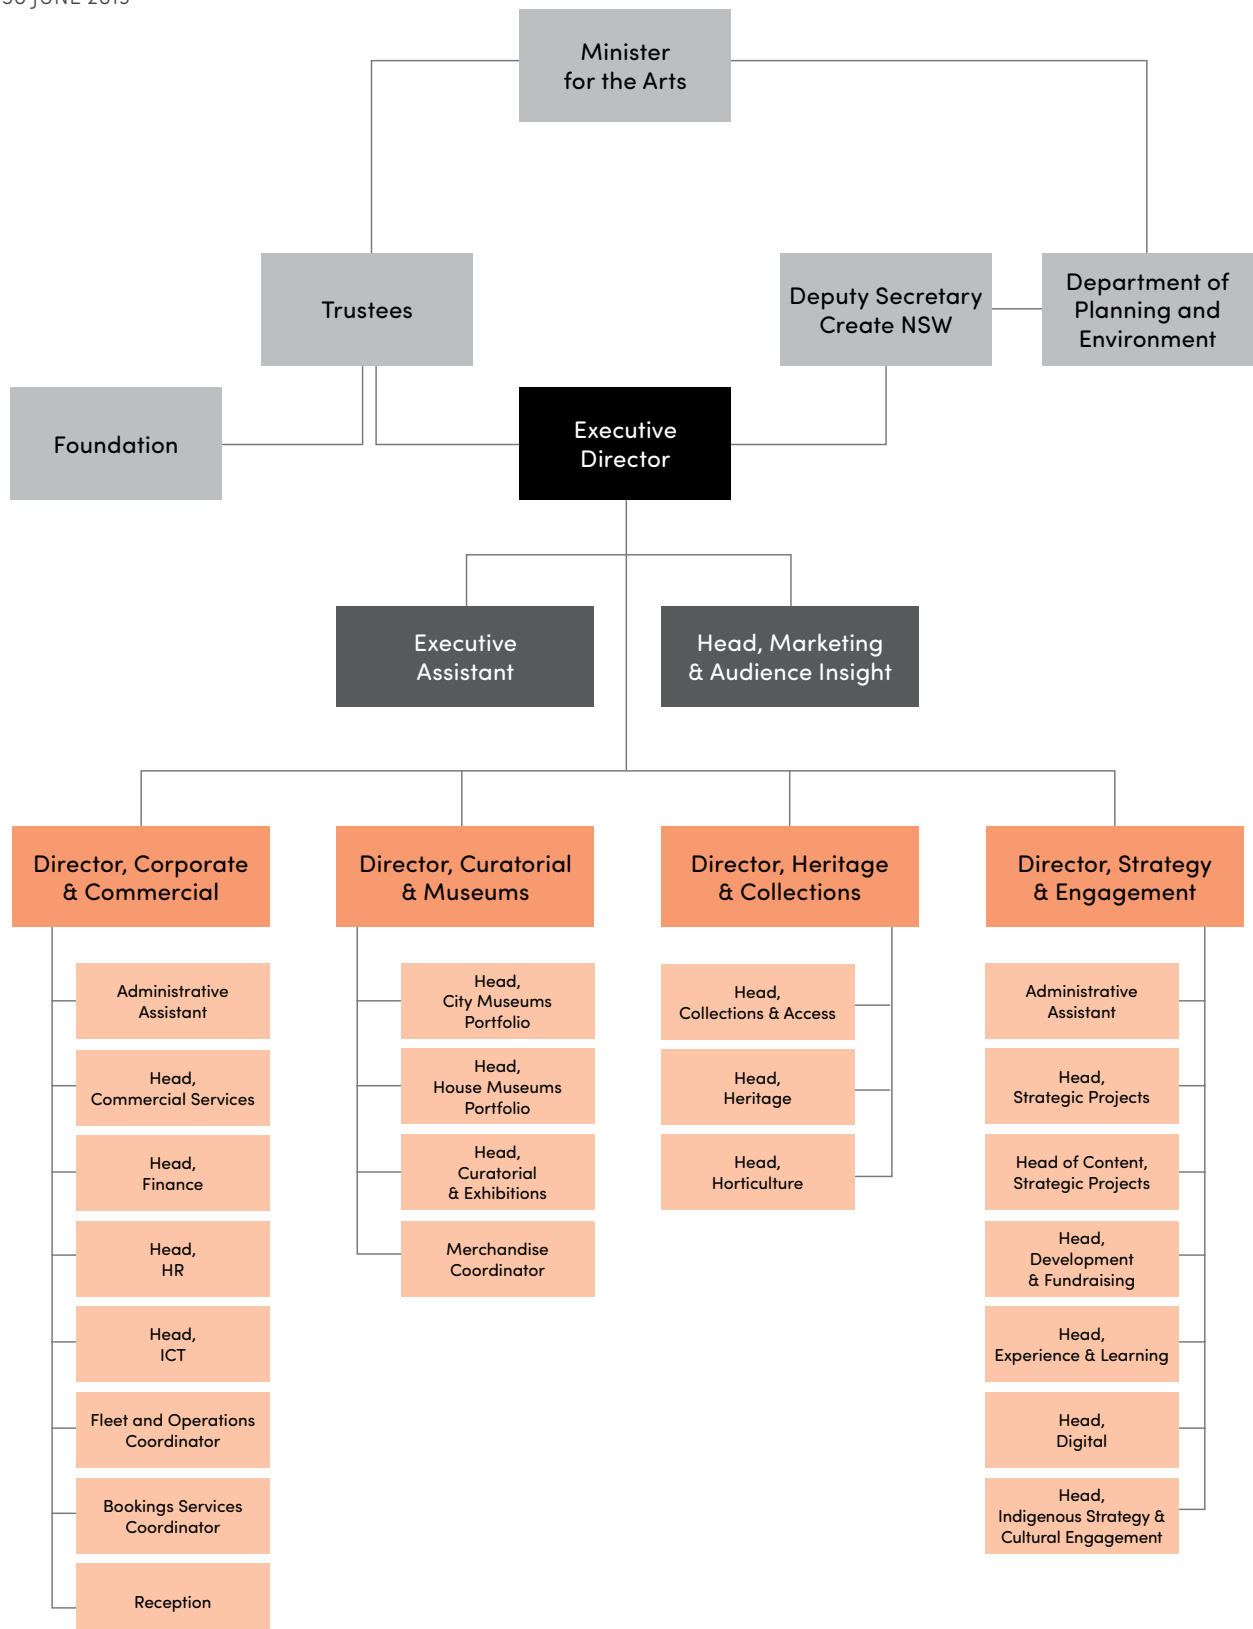 30 JUNE 2019
Minister
for the Arts
Trustees
Deputy Secretary
Create NSW
Department of
Planning and
Environment
Foundation
Executive
Director
Executive
Assistant
Head, Marketing
& Audience Insight
Director, Corporate
& Commercial
Director, Curatorial
& Museums
Director, Heritage
& Collections
Director, Strategy
& Engagement
Administrative
Assistant
Head,
Commercial Services
Head,
Finance
Head,
HR
Head,
ICT
Fleet and Operations
Coordinator
Bookings Services
Coordinator
Reception
Head,
City Museums
Portfolio
Head,
House Museums
Portfolio
Head,
Curatorial
& Exhibitions
Merchandise
Coordinator
Head,
Collections & Access
Head,
Heritage
Head,
Horticulture
Administrative
Assistant
Head,
Strategic Projects
Head of Content,
Strategic Projects
Head,
Development
& Fundraising
Head,
Experience & Learning
Head,
Digital
Head,
Indigenous Strategy &
Cultural Engagement